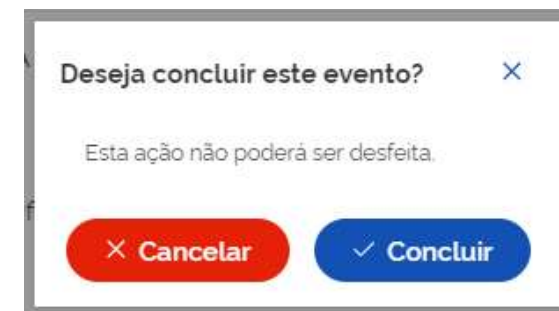 Deseja concluir este evento?
Esta ação não poderá ser desfeita.
Cancelar
Concluir